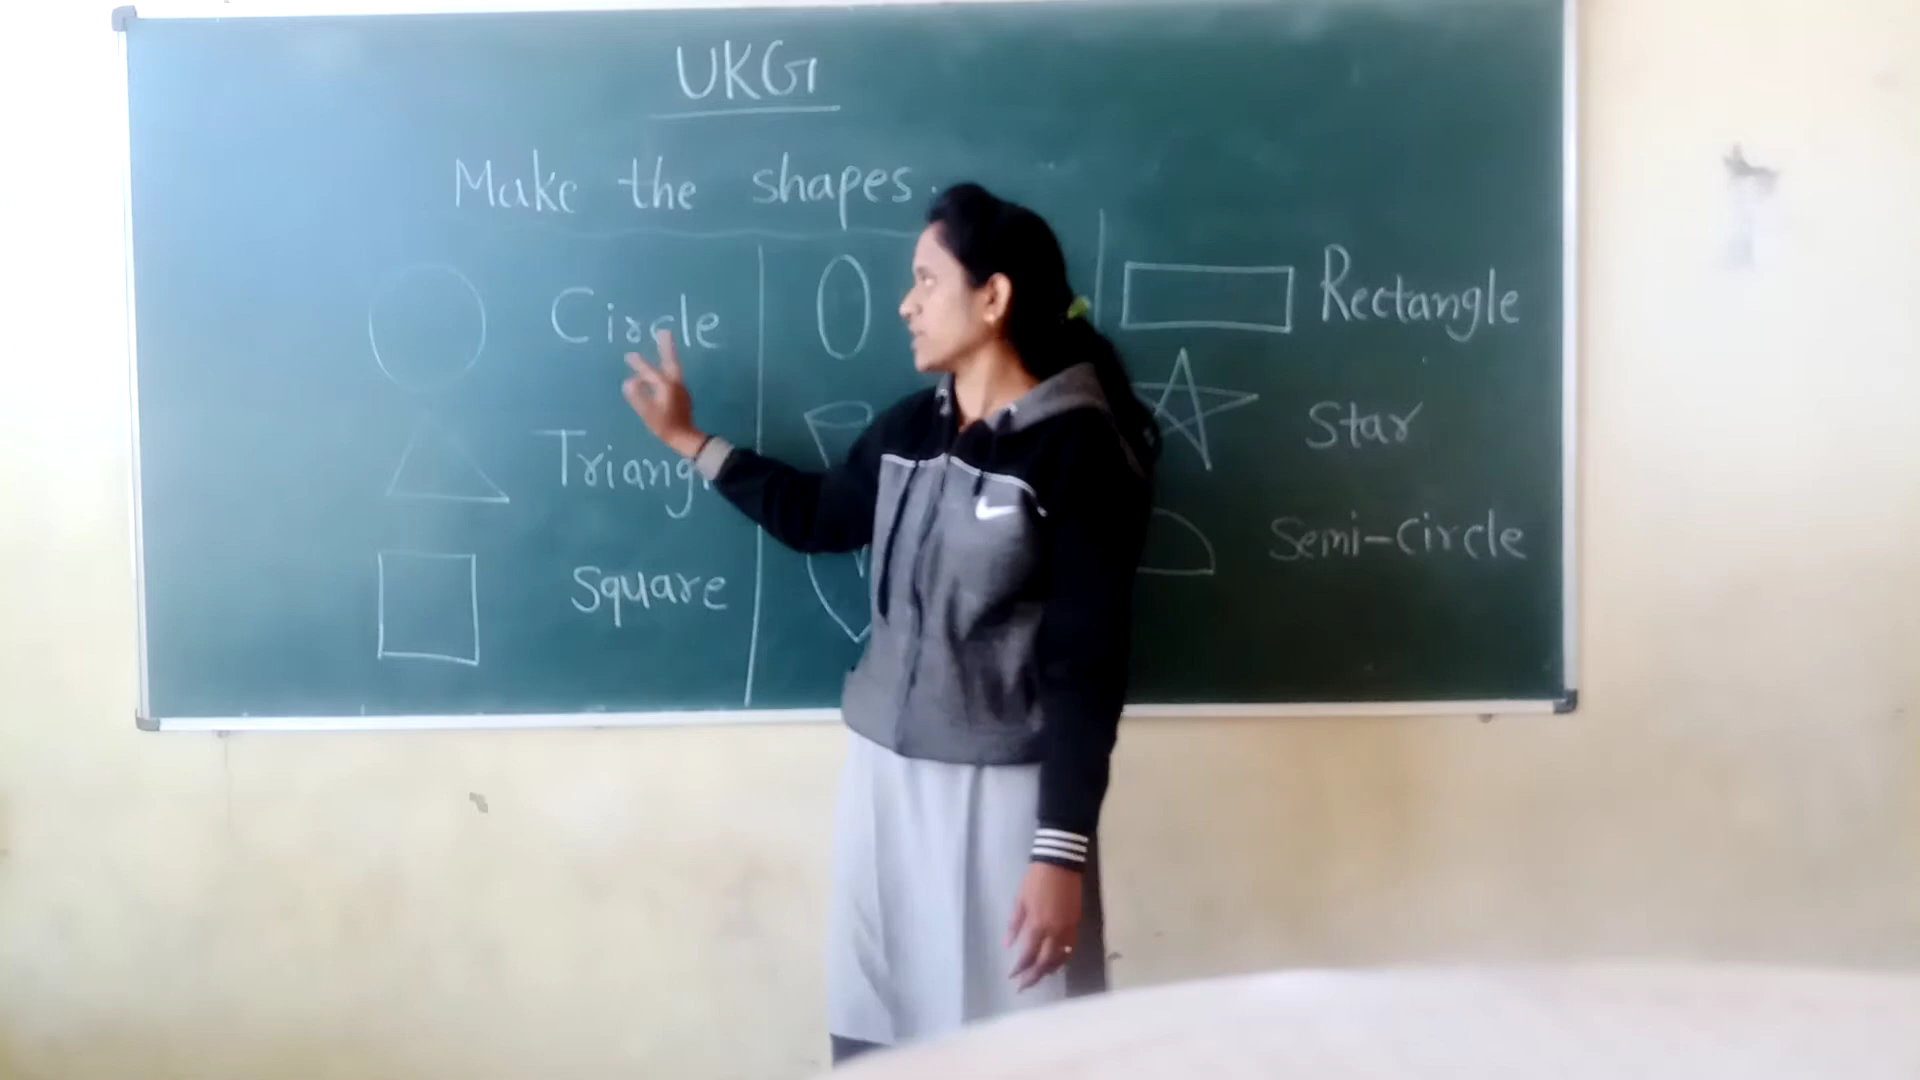 UKG
Make the shapes.
Circle
Square
Rectangle
Star
Semi-Circle